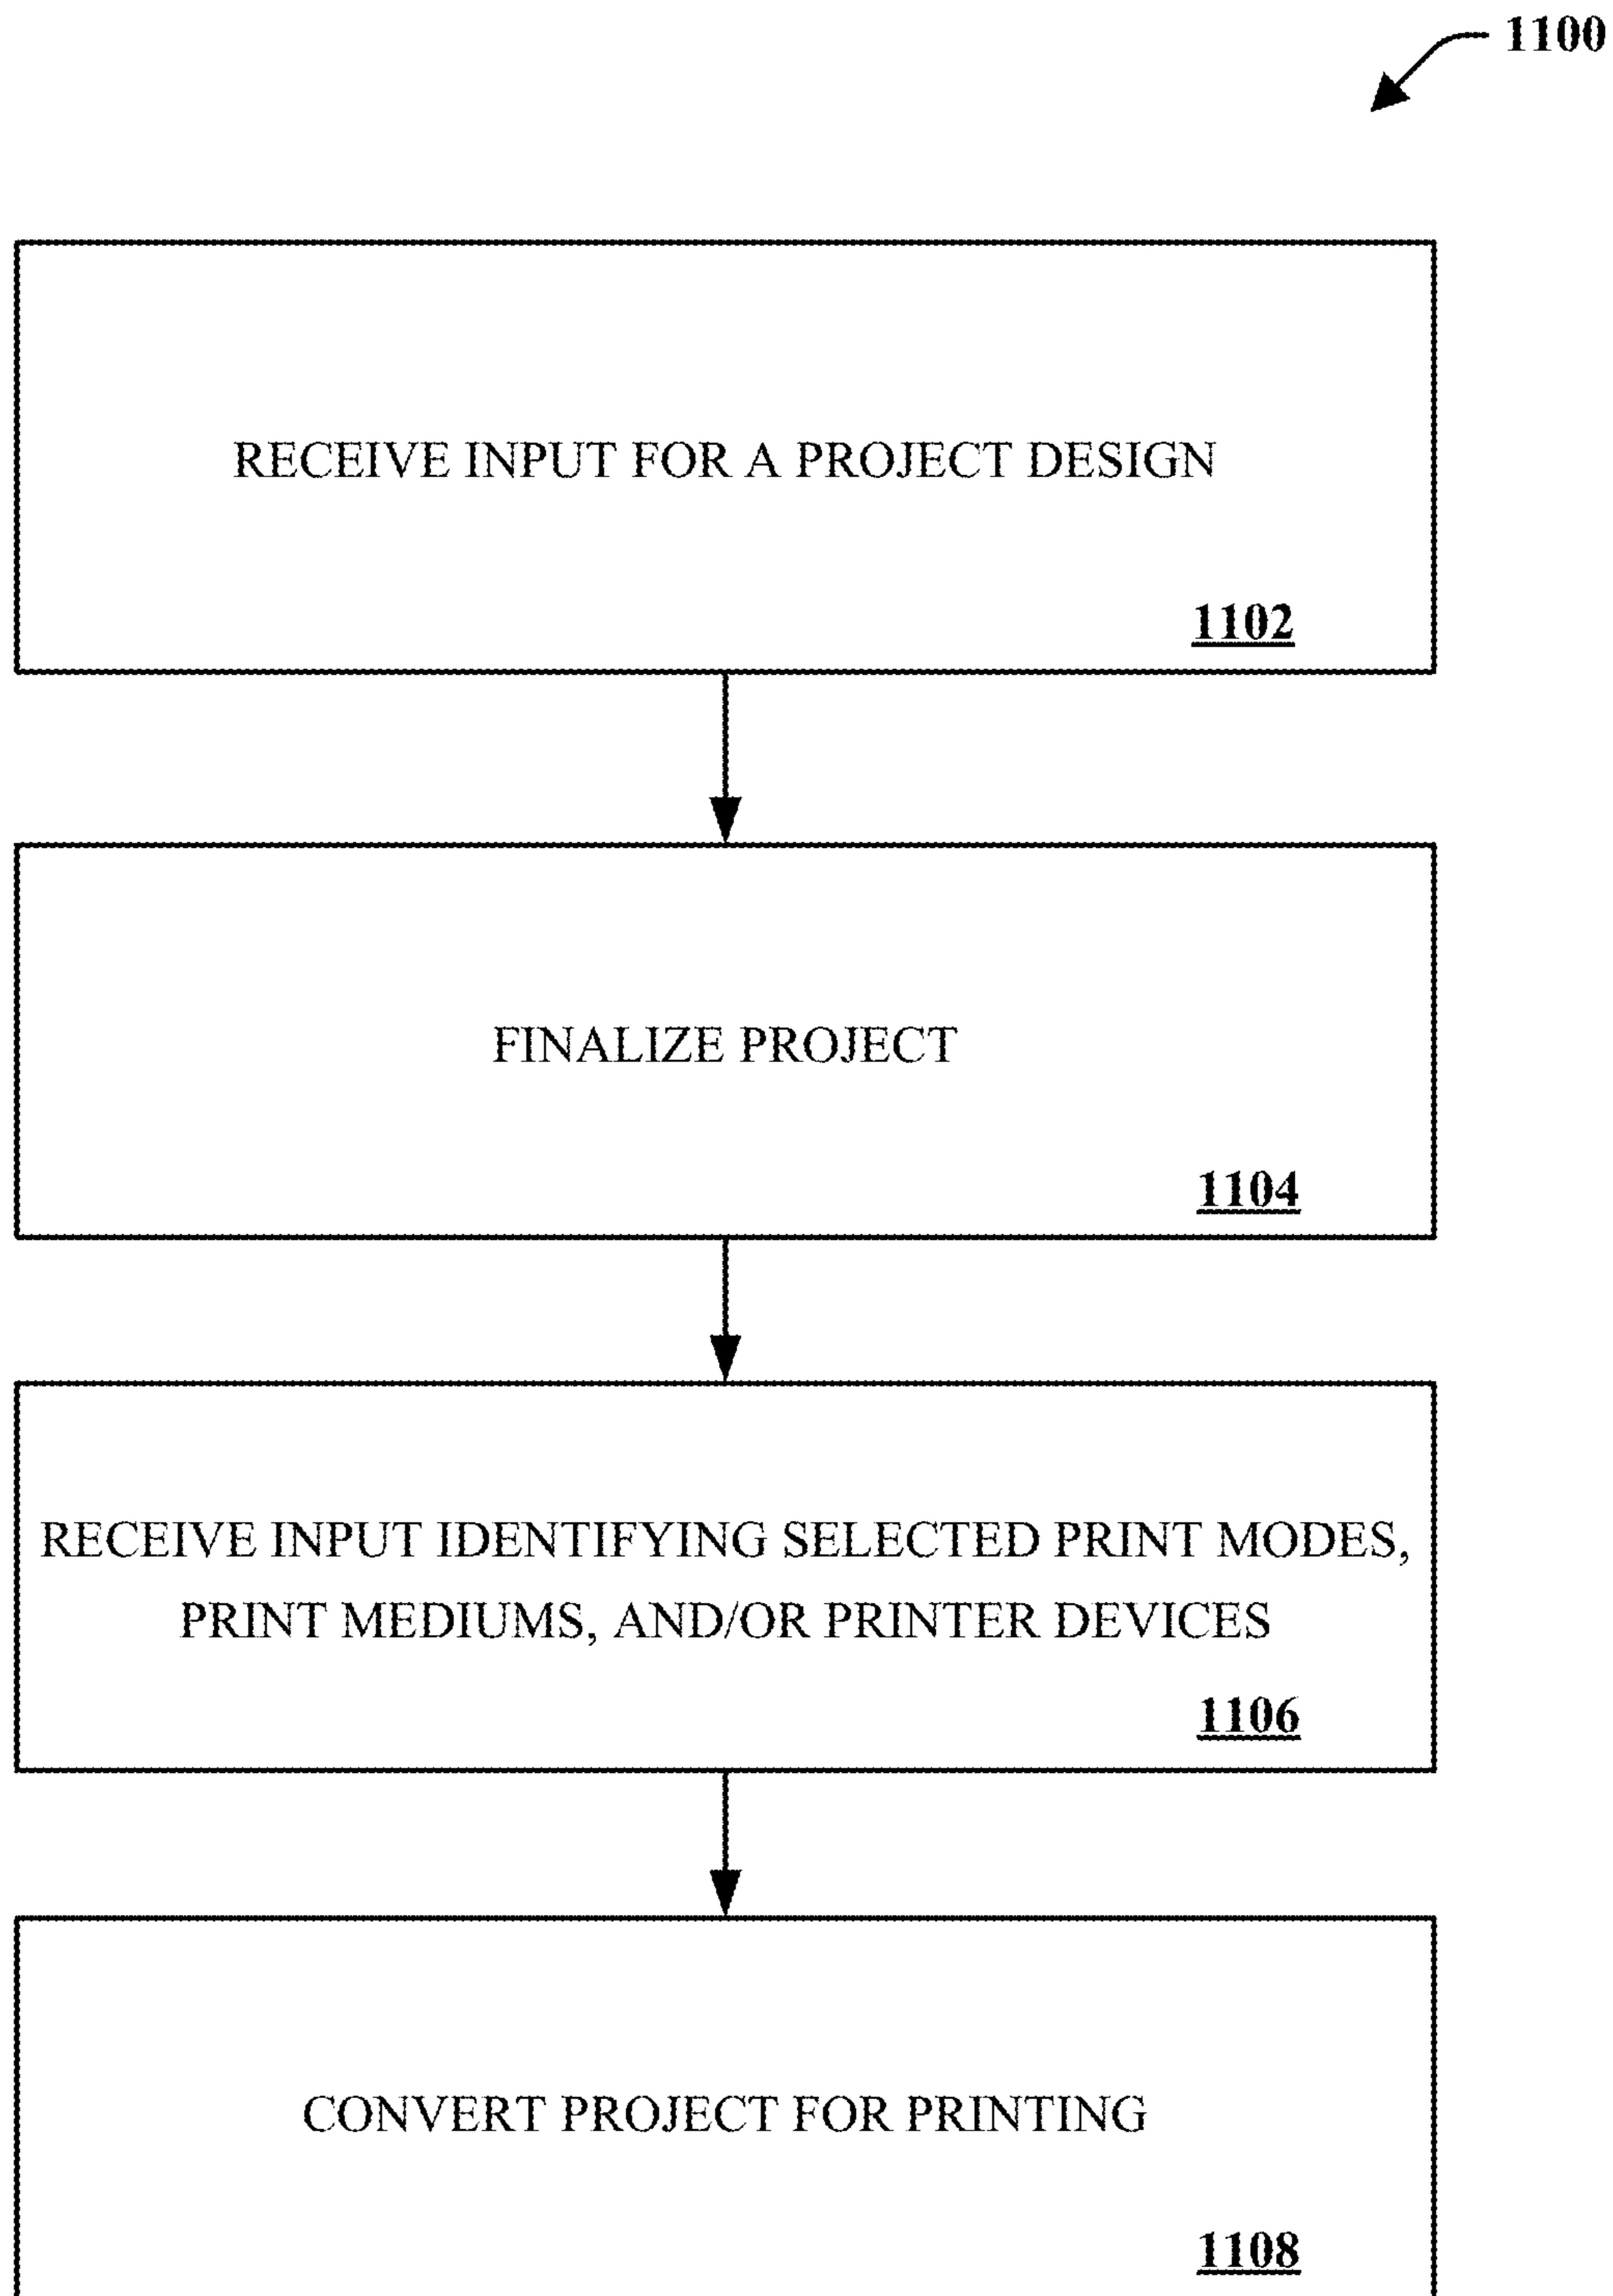 1100
RECEIVE INPUT FOR A PROJECT DESIGN
1102
FINALIZE PROJECT
1104
RECEIVE INPUT IDENTIFYING SELECTED PRINT MODES,
PRINT MEDIUMS, AND/OR PRINTER DEVICES
1106
CONVERT PROJECT FOR PRINTING
1108